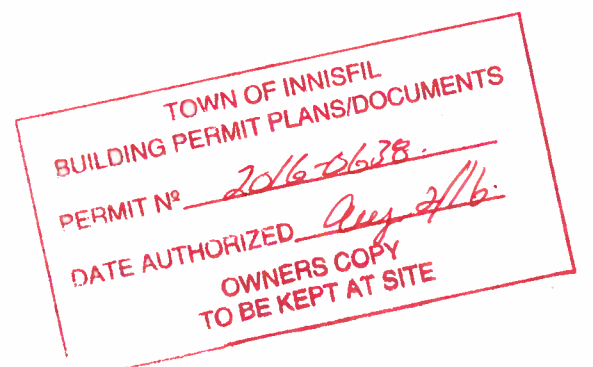 TOWN OF INNISFIL
BUILDING PERMIT PLANS/DOCUMENTS
PERMIT Nº 2016-0638.
DATE AUTHORIZED Aug 2/16.
OWNERS COPY
TO BE KEPT AT SITE